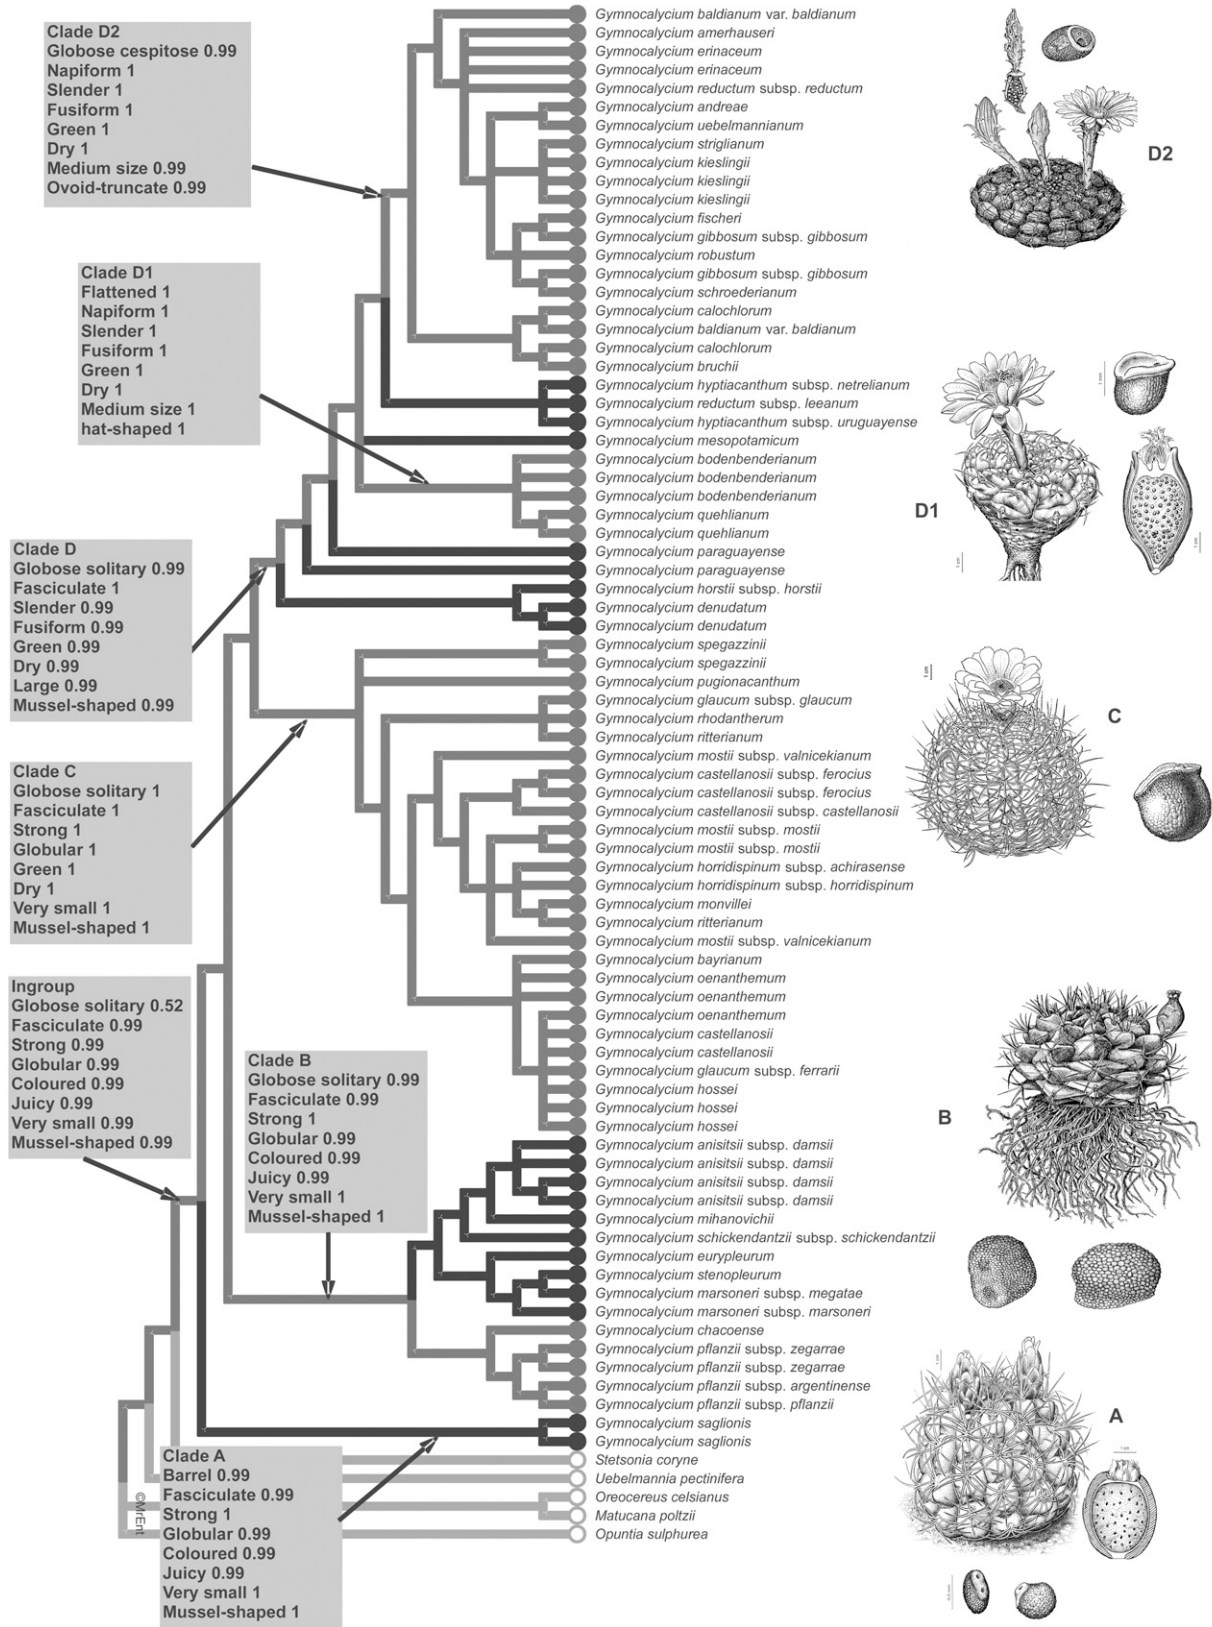 Clade D2
Globose cespitose 0.99
Napiform 1
Slender 1
Fusiform 1
Green 1
Dry 1
Medium size 0.99
Ovoid-truncate 0.99
Clade D1
Flattened 1
Napiform 1
Slender 1
Fusiform 1
Green 1
Dry 1
Medium size 1
hat-shaped 1
Clade D
Globose solitary 0.99
Fasciculate 1
Slender 0.99
Fusiform 0.99
Green 0.99
Dry 0.99
Large 0.99
Mussel-shaped 0.99
Clade C
Globose solitary 1
Fasciculate 1
Strong 1
Globular 1
Green 1
Dry 1
Very small 1
Mussel-shaped 1
Ingroup
Globose solitary 0.52
Fasciculate 0.99
Strong 0.99
Globular 0.99
Coloured 0.99
Juicy 0.99
Very small 0.99
Mussel-shaped 0.99
Clade B
Globose solitary 0.99
Fasciculate 0.99
Strong 1
Globular 0.99
Coloured 0.99
Juicy 0.99
Very small 1
Mussel-shaped 1
Clade A
Barrel 0.99
Fasciculate 0.99
Strong 1
Globular 0.99
Coloured 0.99
Juicy 0.99
Very small 1
Mussel-shaped 1
©MrEnt
Gymnocalycium baldianum var. baldianum
Gymnocalycium amerhauseri
Gymnocalycium erinaceum
Gymnocalycium erinaceum
Gymnocalycium reductum subsp. reductum
Gymnocalycium andreae
Gymnocalycium uebelmannianum
Gymnocalycium striglianum
Gymnocalycium kieslingii
Gymnocalycium kieslingii
Gymnocalycium kieslingii
Gymnocalycium fischeri
Gymnocalycium gibbosum subsp. gibbosum
Gymnocalycium robustum
Gymnocalycium gibbosum subsp. gibbosum
Gymnocalycium schroederianum
Gymnocalycium calochlorum
Gymnocalycium baldianum var. baldianum
Gymnocalycium calochlorum
Gymnocalycium bruchii
Gymnocalycium hyptiacanthum subsp. netrelianum
Gymnocalycium reductum subsp. leeanum
Gymnocalycium hyptiacanthum subsp. uruguayense
Gymnocalycium mesopotamicum
Gymnocalycium bodenbenderianum
Gymnocalycium bodenbenderianum
Gymnocalycium bodenbenderianum
Gymnocalycium quehlianum
Gymnocalycium quehlianum
Gymnocalycium paraguayense
Gymnocalycium paraguayense
Gymnocalycium horstii subsp. horstii
Gymnocalycium denudatum
Gymnocalycium denudatum
Gymnocalycium spegazzinii
Gymnocalycium spegazzinii
Gymnocalycium pugionacanthum
Gymnocalycium glaucum subsp. glaucum
Gymnocalycium rhodantherum
Gymnocalycium ritterianum
Gymnocalycium mostii subsp. valnicekianum
Gymnocalycium castellanosii subsp. ferocius
Gymnocalycium castellanosii subsp. ferocius
Gymnocalycium castellanosii subsp. castellanosii
Gymnocalycium mostii subsp. mostii
Gymnocalycium mostii subsp. mostii
Gymnocalycium horridispinum subsp. achirasense
Gymnocalycium horridispinum subsp. horridispinum
Gymnocalycium monvillei
Gymnocalycium ritterianum
Gymnocalycium mostii subsp. valnicekianum
Gymnocalycium bayrianum
Gymnocalycium oenanthemum
Gymnocalycium oenanthemum
Gymnocalycium oenanthemum
Gymnocalycium castellanosii
Gymnocalycium castellanosii
Gymnocalycium glaucum subsp. ferrarii
Gymnocalycium hossei
Gymnocalycium hossei
Gymnocalycium hossei
Gymnocalycium anisitsii subsp. damsii
Gymnocalycium anisitsii subsp. damsii
Gymnocalycium anisitsii subsp. damsii
Gymnocalycium anisitsii subsp. damsii
Gymnocalycium mihanovichii
Gymnocalycium schickendantzii subsp. schickendantzii
Gymnocalycium eurypleurum
Gymnocalycium stenopleurum
Gymnocalycium marsoneri subsp. megatae
Gymnocalycium marsoneri subsp. marsoneri
Gymnocalycium chacoense
Gymnocalycium pflanzii subsp. zegarrae
Gymnocalycium pflanzii subsp. zegarrae
Gymnocalycium pflanzii subsp. argentinense
Gymnocalycium pflanzii subsp. pflanzii
Gymnocalycium saglionis
Gymnocalycium saglionis
Stetsonia coryne
Uebelmannia pectinifera
Oreocereus celsianus
Matucana poltzii
Opuntia sulphurea
D2
D1
C
B
A